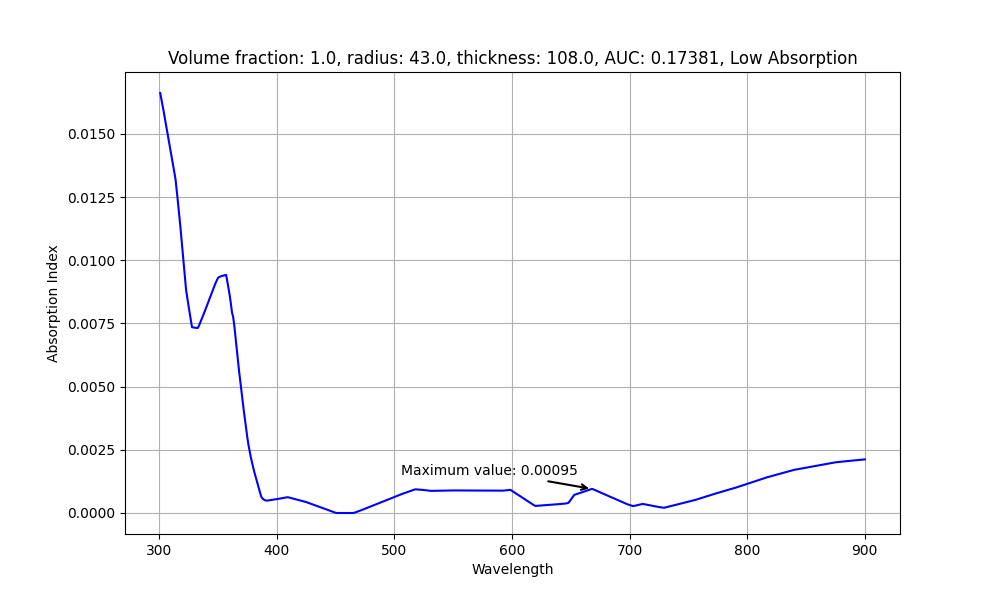 Volume fraction: 1.0, radius: 43.0, thickness: 108.0, AUC: 0.17381, Low Absorption
0.0150
0.0125
0.0100
0.0075
0.0050
0.0025
0.0000
Absorption Index
Maximum value: 0.00095
300 400 500 600 700 800 900
Wavelength